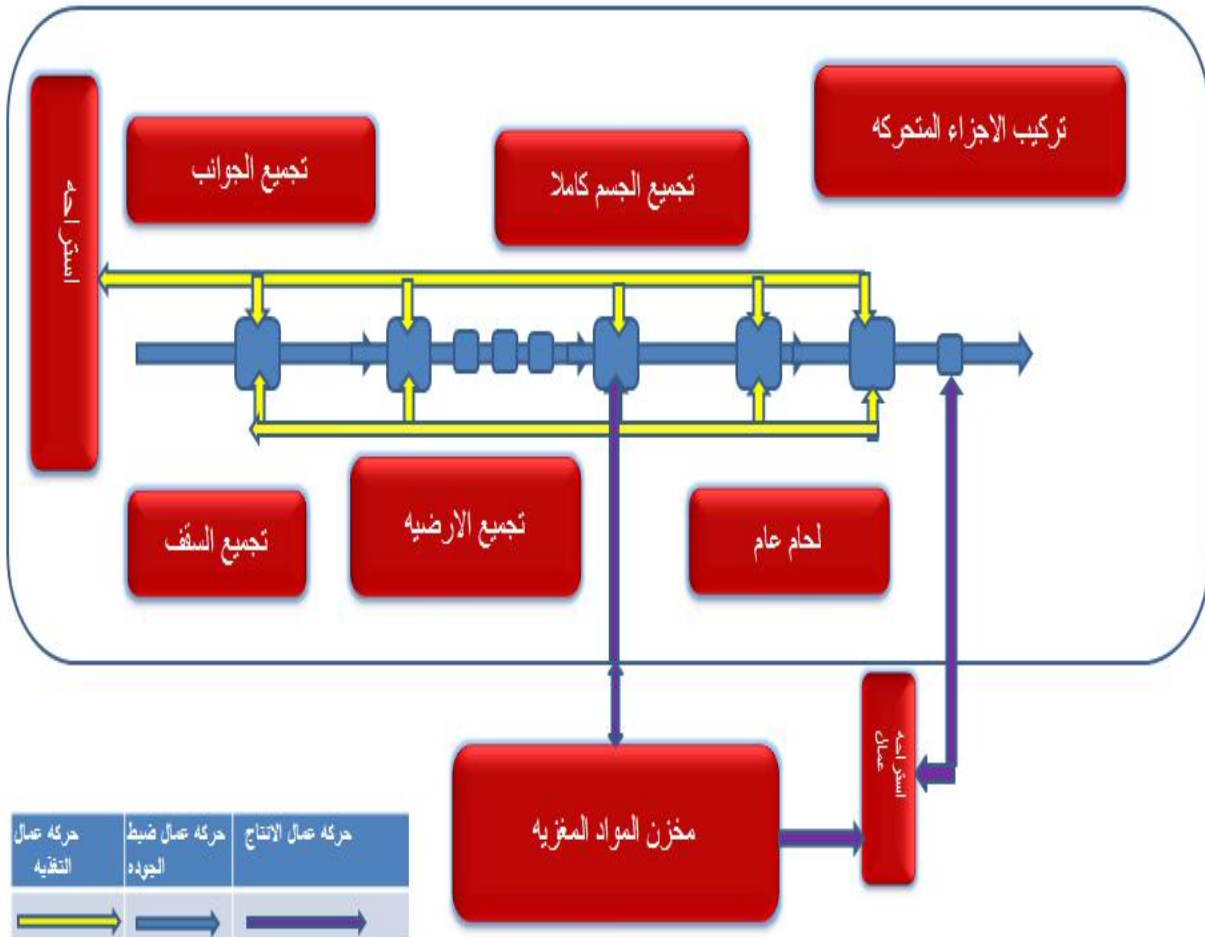 تركيب الاجزاء المتحركه
تجميع الجسم كاملا
تجميع الجوانب
استراحه
لحام عام
تجميع الارضيه
تجميع السقف
استراحه
عمال
مخزن المواد المغزيه
حركه عمال الانتاج
حركه عمال ضبط
الجوده
حركه عمال
التغذيه